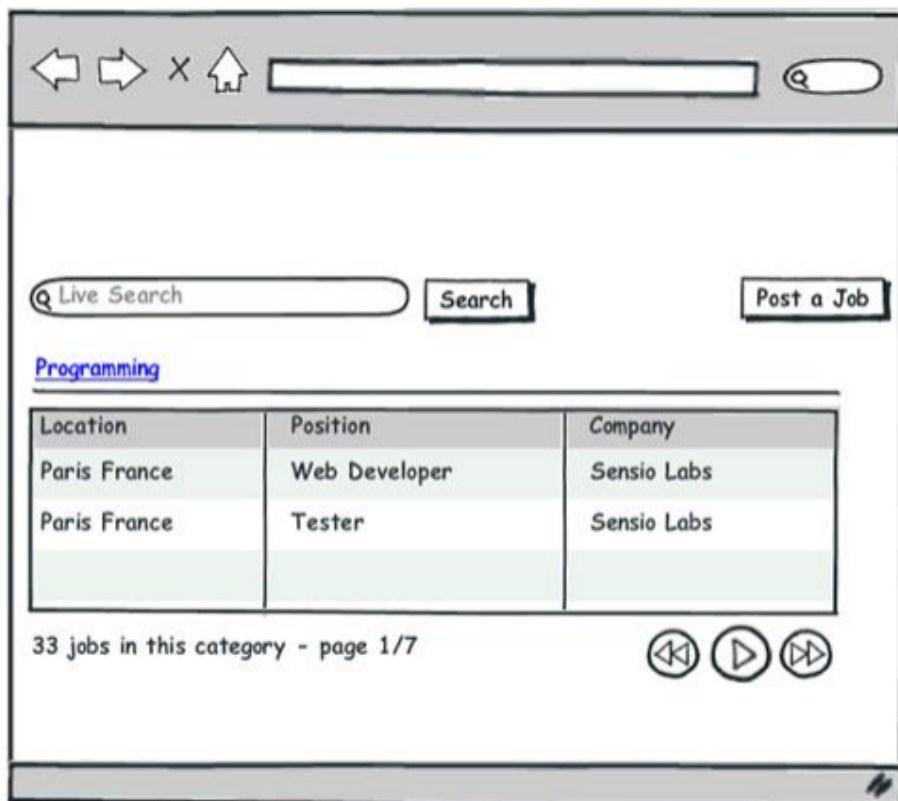 Live Search
Search
Post a Job
Programming
Location Position Company
Paris France Web Developer Sensio Labs
Paris France Tester Sensio Labs
33 jobs in this category - page 1/7